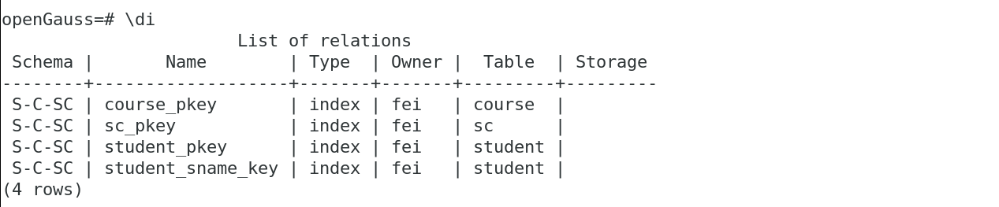 openGauss=# \di
                       List of relations
 Schema |       Name        | Type  | Owner |  Table  | Storage
--------+-------------------+-------+-------+---------+---------
 S-C-SC | course_pkey       | index | fei   | course  |
 S-C-SC | sc_pkey           | index | fei   | sc      |
 S-C-SC | student_pkey      | index | fei   | student |
 S-C-SC | student_sname_key | index | fei   | student |
(4 rows)